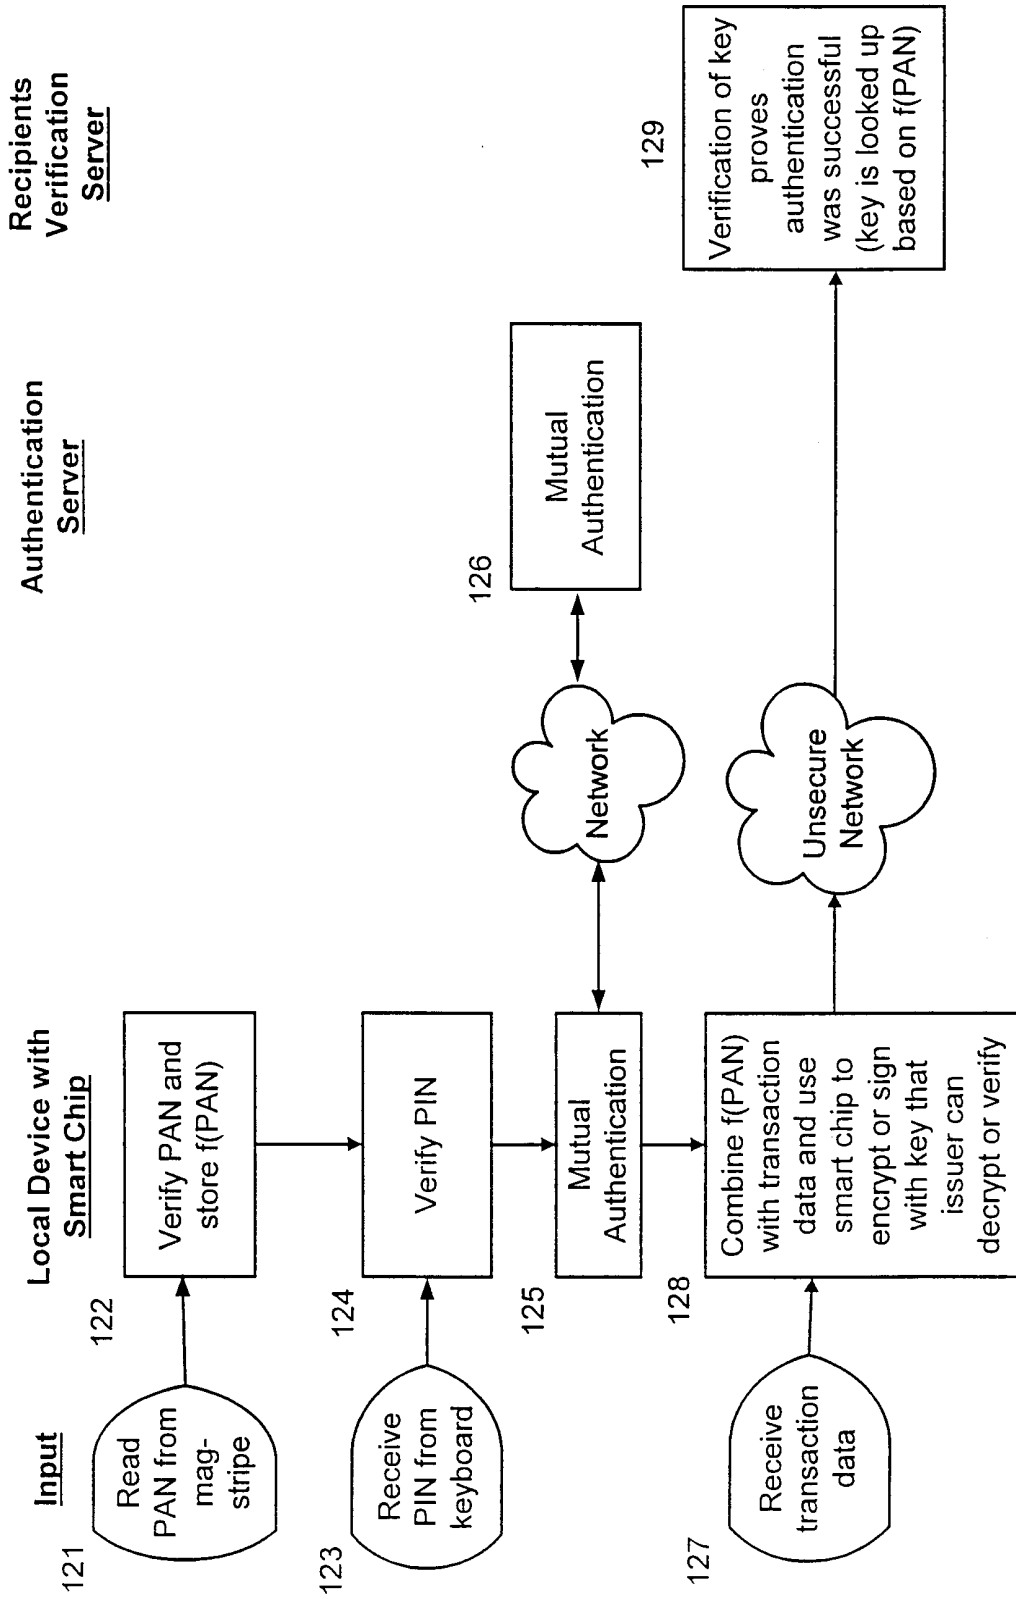 Input
Local Device with
Smart Chip
Authentication
Server
Recipients
Verification
Server
121
Read
PAN from
mag-
stripe
122
Verify PAN and
store f(PAN)
123
Receive
PIN from
keyboard
124
Verify PIN
125
Mutual
Authentication
Network
126
Mutual
Authentication
127
Receive
transaction
data
128
Combine f(PAN)
with transaction
data and use
smart chip to
encrypt or sign
with key that
issuer can
decrypt or verify
Unsecure
Network
129
Verification of key
proves
authentication
was successful
(key is looked up
based on f(PAN)